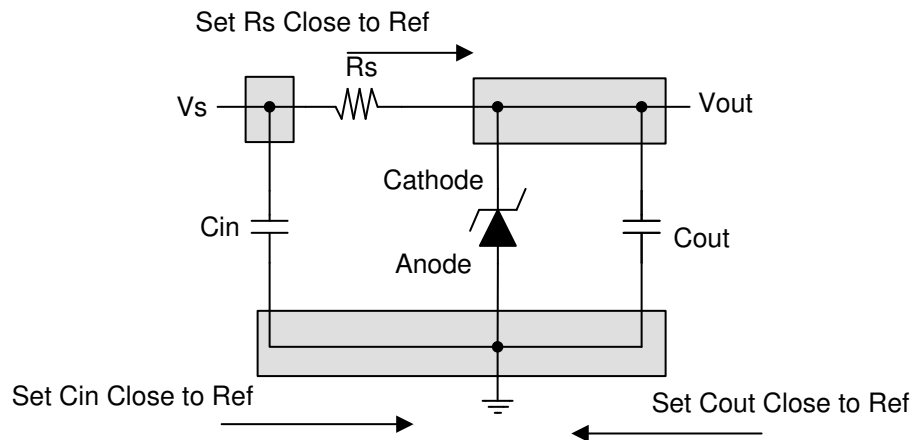 Set Rs Close to Ref
Rs
Vs
Vout
Cathode
Cin
Cout
Anode
Set Cin Close to Ref
Set Cout Close to Ref